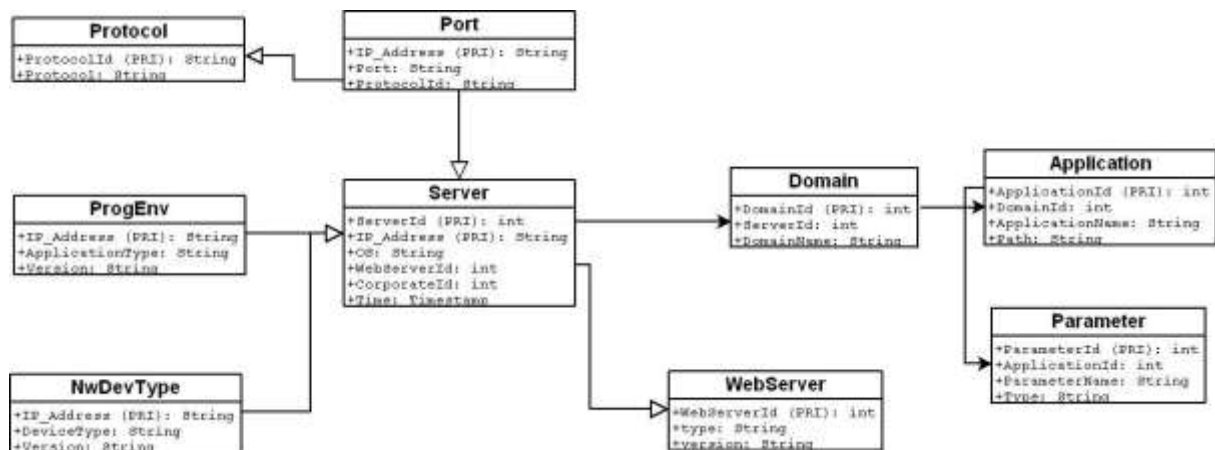 Protocol
+ProtocolId (PRI): String
+Protocol: String
Port
+IP_Address (PRI): String
+Port: String
+ProtocolId: String
ProgEnv
+IP_Address (PRI): String
+ApplicationType: String
+Version: String
Server
+ServerId (PRI): int
+IP_Address (PRI): String
+OS: String
+WebServerId: int
+CorporateId: int
+Time: Timestamp
Domain
+DomainId (PRI): int
+ServerId: int
+DomainName: String
Application
+ApplicationId (PRI): int
+DomainId: int
+ApplicationName: String
+Path: String
Parameter
+ParameterId (PRI): int
+ApplicationId: int
+ParameterName: String
+Type: String
NwDevType
+IP_Address (PRI): String
+DeviceType: String
+Version: String
WebServer
+WebServerId (PRI): int
+type: String
+version: String